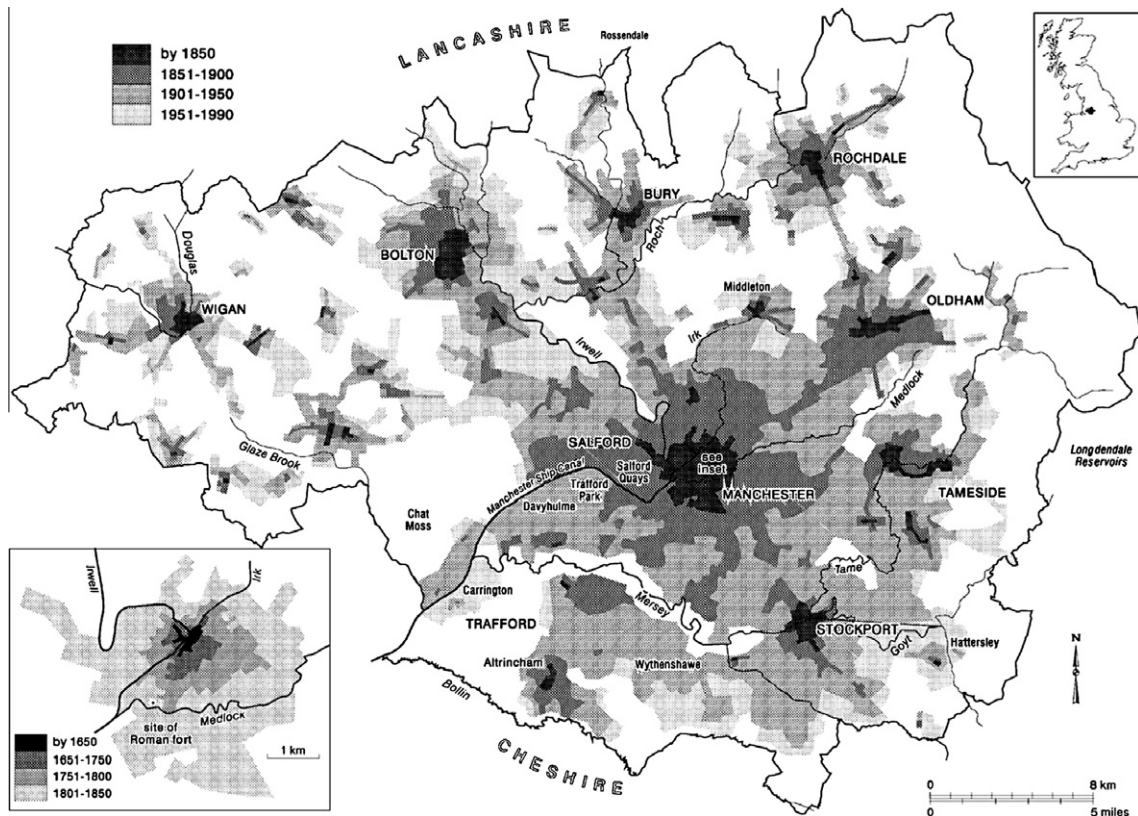 by 1850
1851-1900
1901-1950
1951-1990
LANCASHIRE
Rossendale
ROCHDALE
BURY
Roch
BOLTON
Douglas
WIGAN
Middleton
OLDHAM
Irk
Irwell
Medlock
Glaze Brook
SALFORD
see
inset
Longdendale
Reservoirs
Manchester Ship Canal
Salford
Quays
Trafford
Park
MANCHESTER
TAMESIDE
Davyhulme
Chat
Moss
Tame
Carrington
Mersey
TRAFFORD
STOCKPORT
Goyt
Hattersley
N
Altrincham
Wythenshawe
Bollin
CHESHIRE
Irwell
Irk
Medlock
site of
Roman fort
by 1650
1651-1750
1751-1800
1801-1850
1 km
0 8 km
0 5 miles